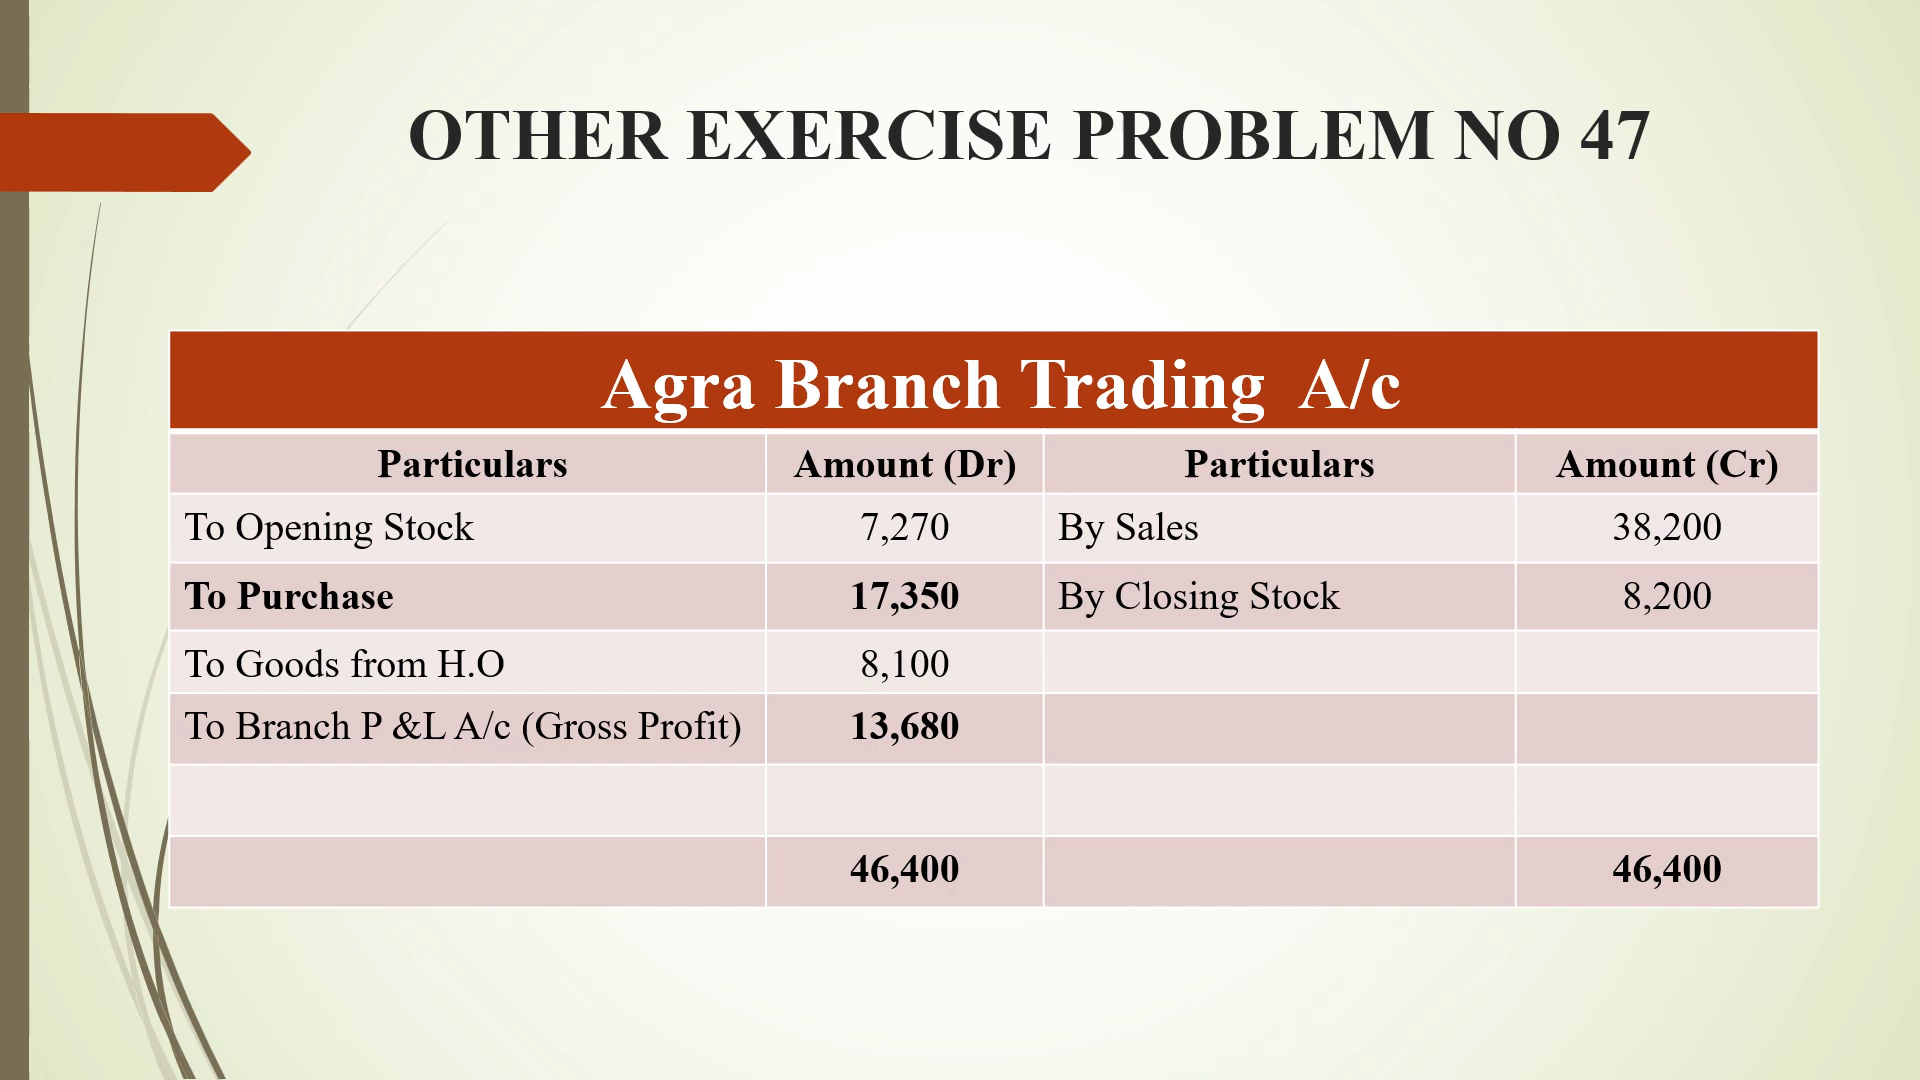 OTHER EXERCISE PROBLEM NO 47
Agra Branch Trading A/c
Particulars Amount (Dr) Particulars Amount (Cr)
To Opening Stock 7,270 By Sales 38,200
To Purchase 17,350 By Closing Stock 8,200
To Goods from H.O 8,100
To Branch P &L A/c (Gross Profit) 13,680
46,400 46,400